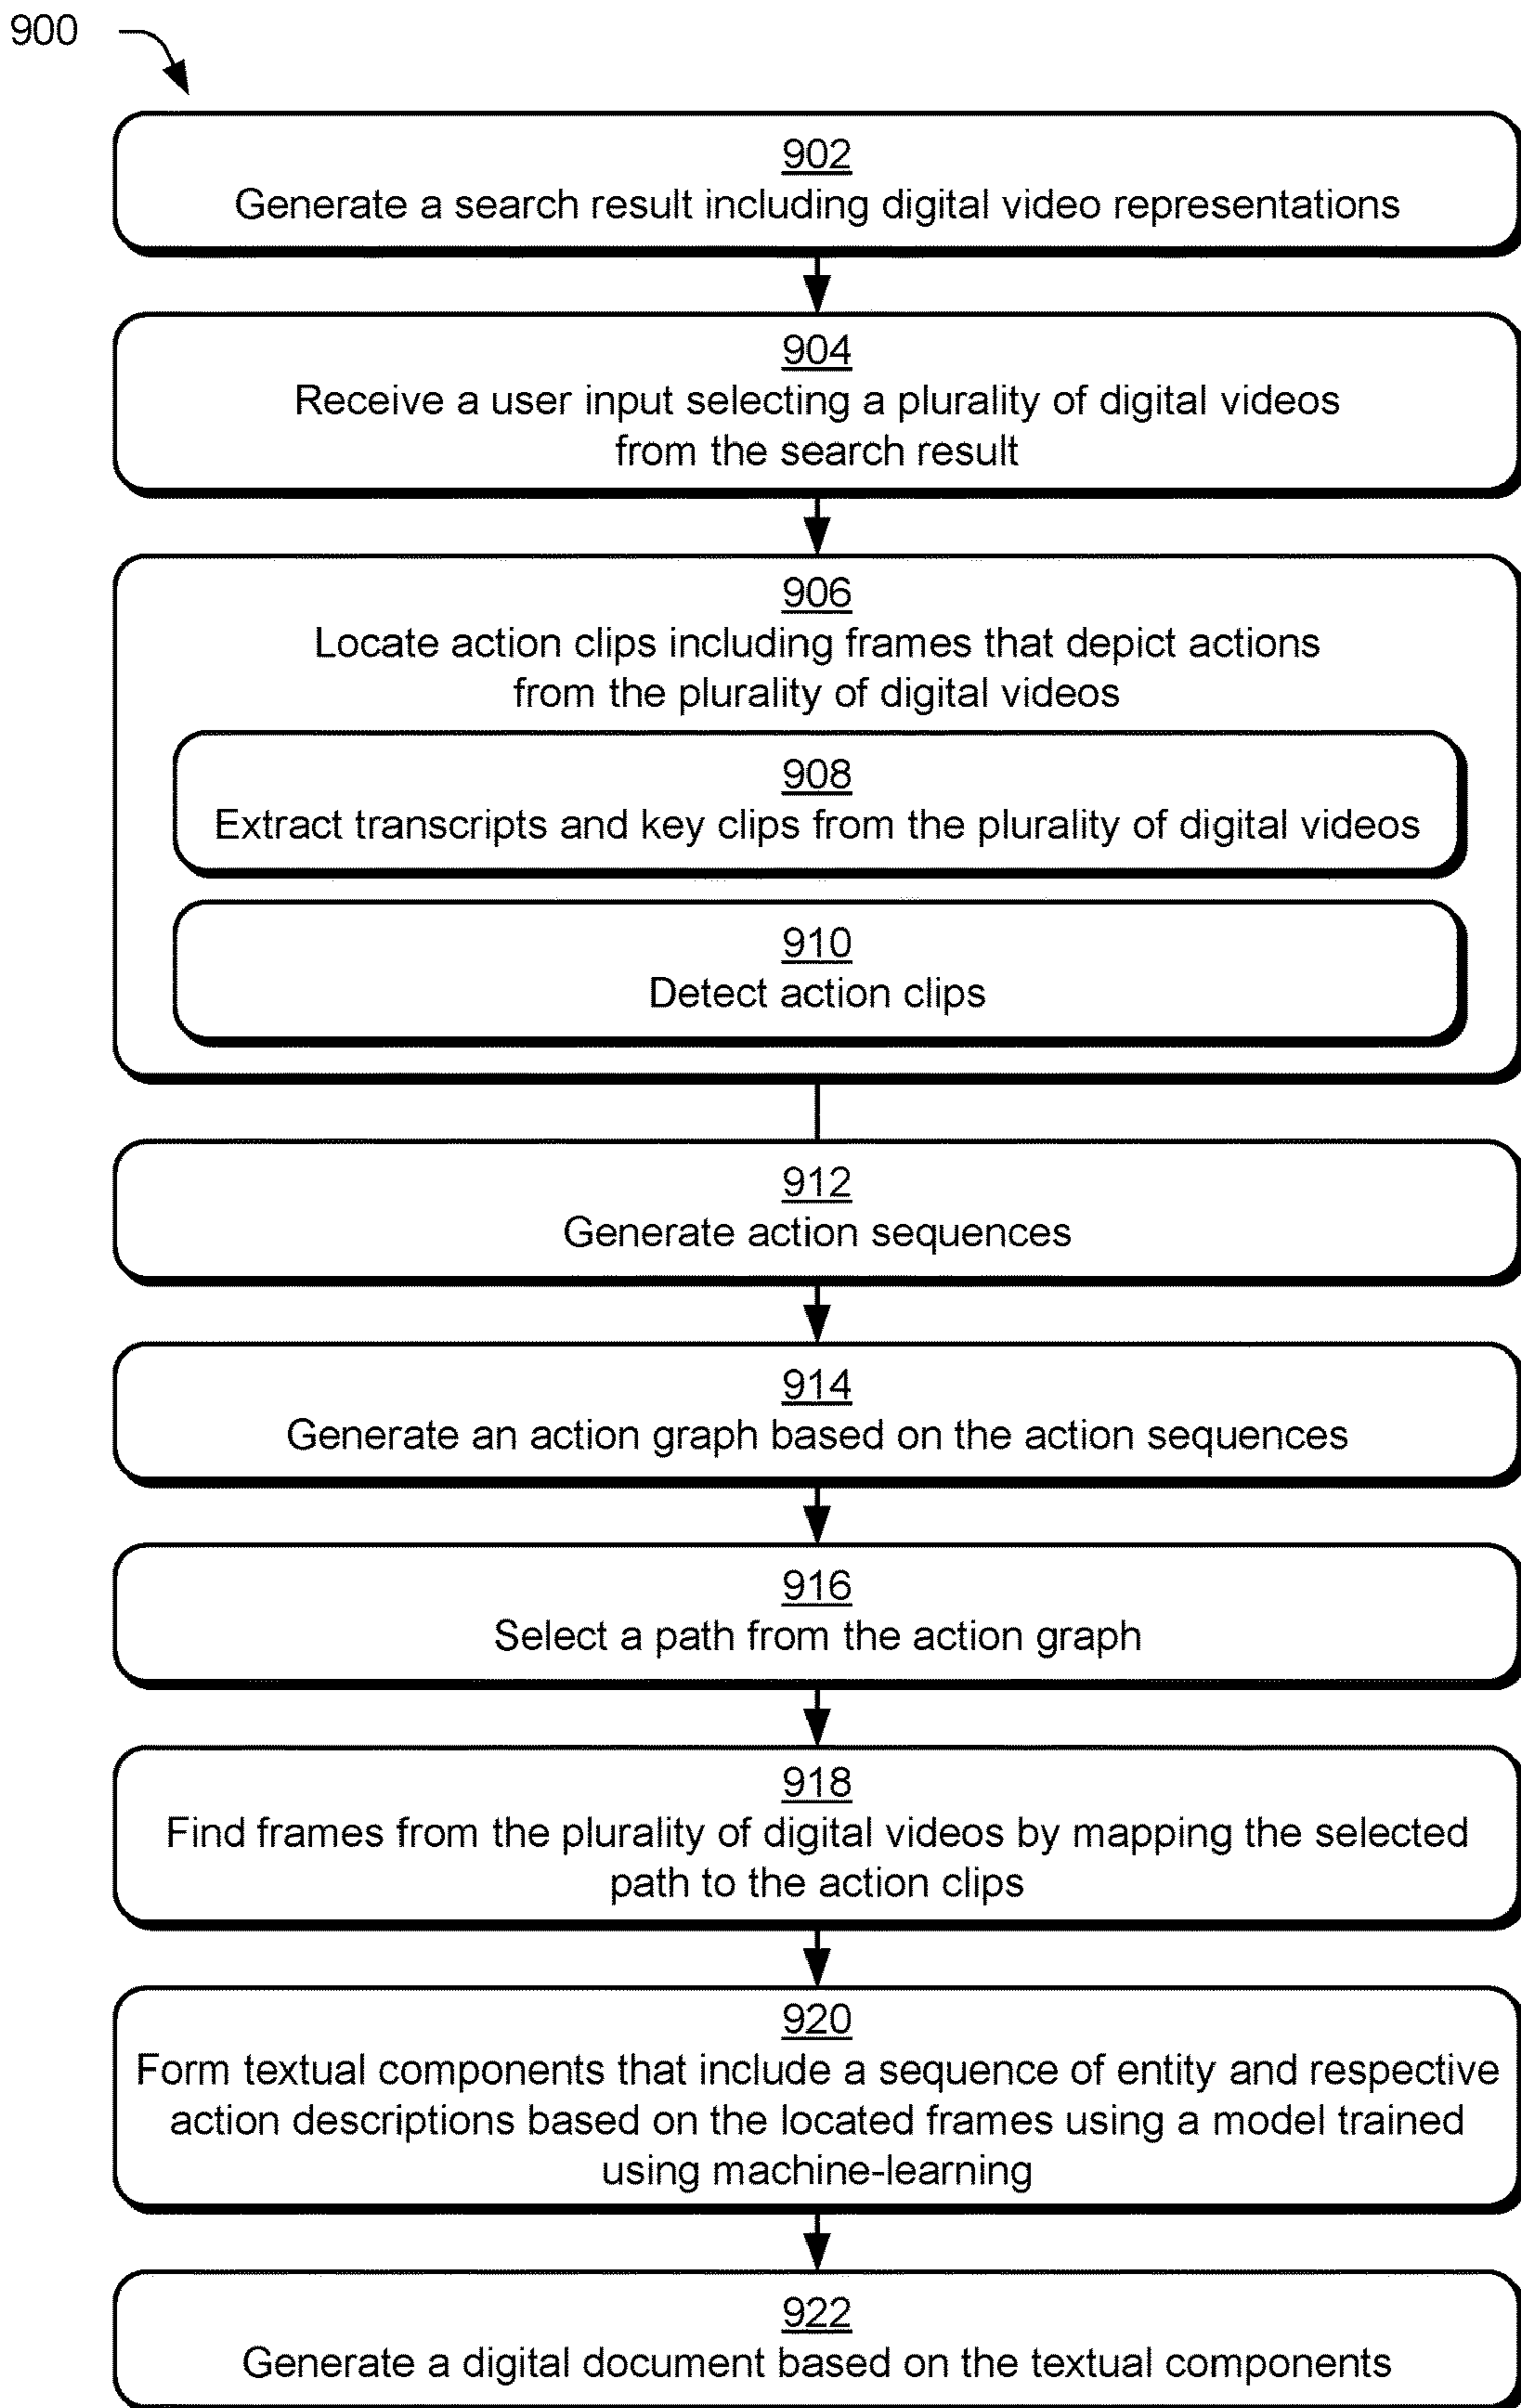 900
902
Generate a search result including digital video representations
904
Receive a user input selecting a plurality of digital videos
from the search result
906
Locate action clips including frames that depict actions
from the plurality of digital videos
908
Extract transcripts and key clips from the plurality of digital videos
910
Detect action clips
912
Generate action sequences
914
Generate an action graph based on the action sequences
916
Select a path from the action graph
918
Find frames from the plurality of digital videos by mapping the selected
path to the action clips
920
Form textual components that include a sequence of entity and respective
action descriptions based on the located frames using a model trained
using machine-learning
922
Generate a digital document based on the textual components